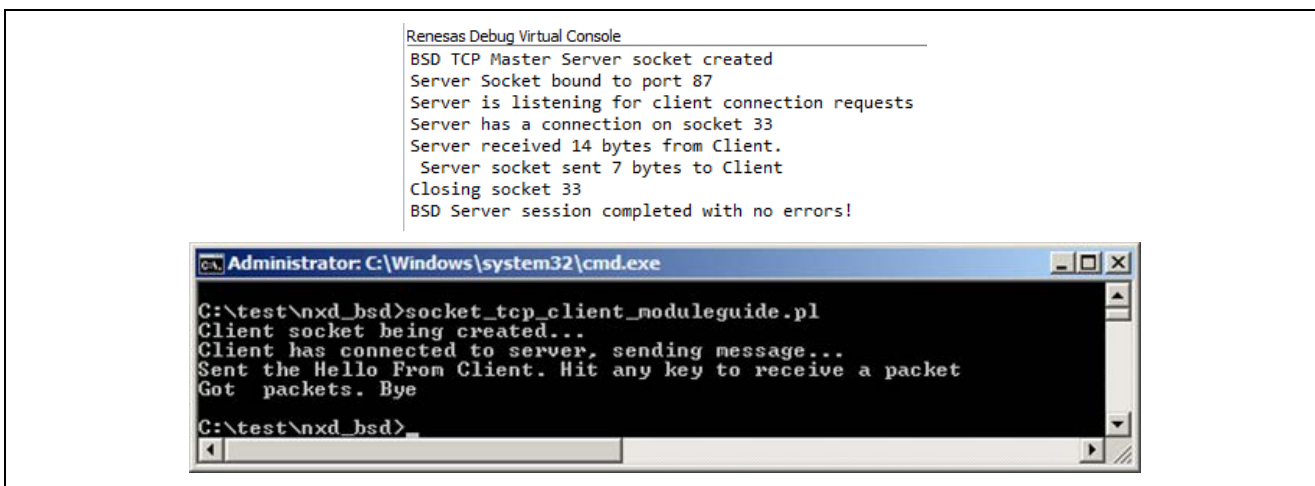 Renesas Debug Virtual Console
BSD TCP Master Server socket created
Server Socket bound to port 87
Server is listening for client connection requests
Server has a connection on socket 33
Server received 14 bytes from Client.
Server socket sent 7 bytes to Client
Closing socket 33
BSD Server session completed with no errors!
Administrator: C:\Windows\system32\cmd.exe
C:\test\nxd_bsd>socket_tcp_client_moduleguide.pl
Client socket being created...
Client has connected to server, sending message...
Sent the Hello From Client. Hit any key to receive a packet
Got  packets. Bye
C:\test\nxd_bsd>_